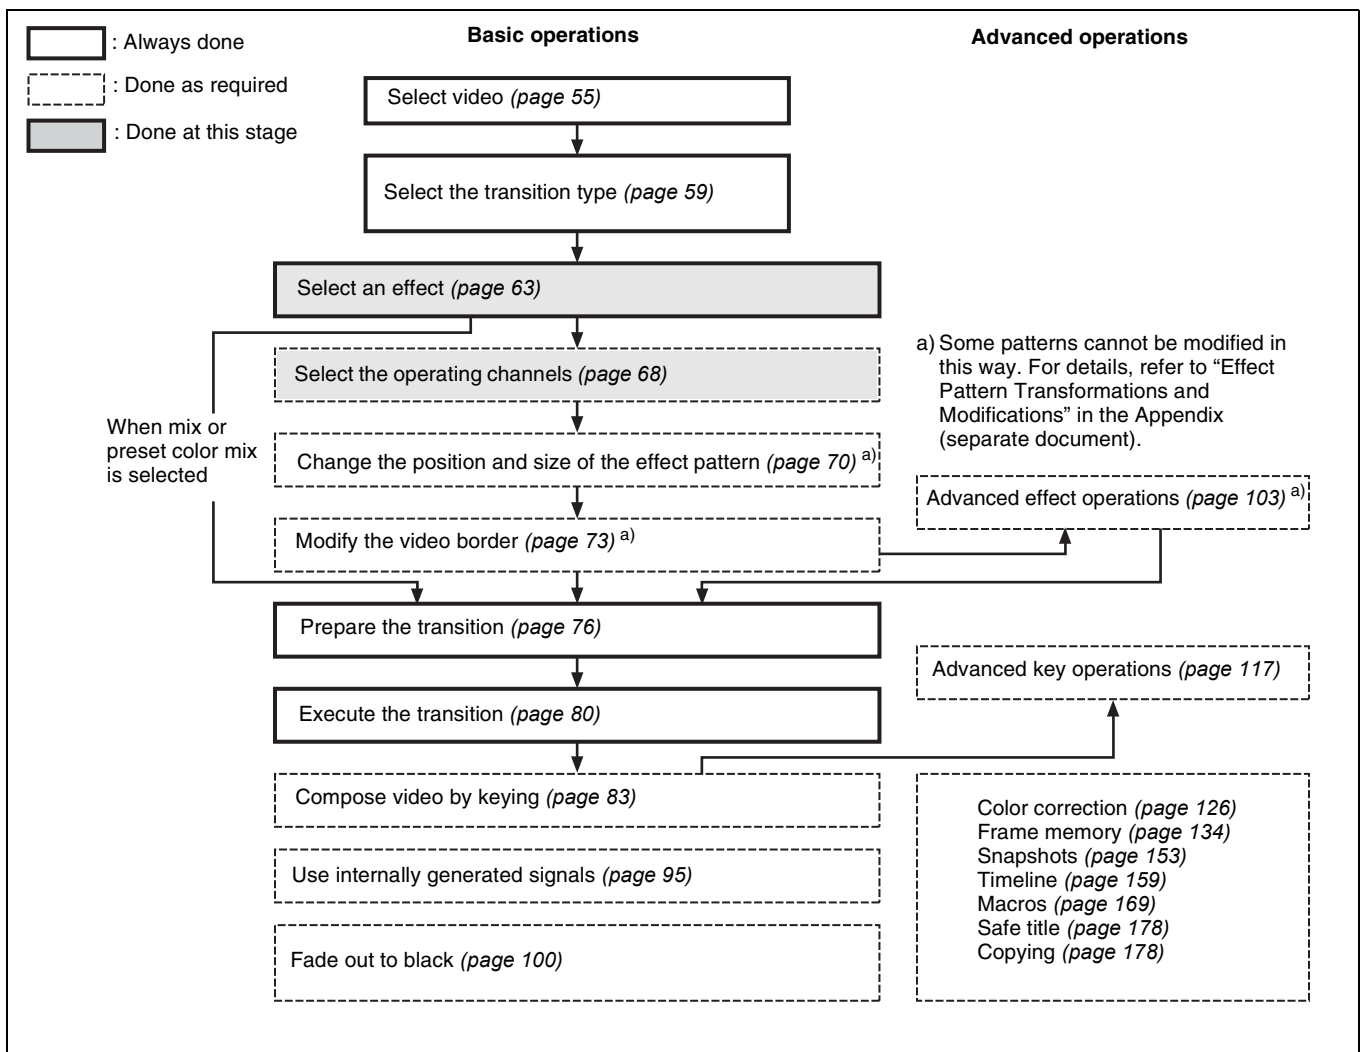 Basic operations
Advanced operations
: Always done
: Done as required
: Done at this stage
Select video (page 55)
Select the transition type (page 59)
Select an effect (page 63)
Select the operating channels (page 68)
When mix or
preset color mix
is selected
Change the position and size of the effect pattern (page 70) a)
Modify the video border (page 73) a)
a) Some patterns cannot be modified in
this way. For details, refer to “Effect
Pattern Transformations and
Modifications” in the Appendix
(separate document).
Advanced effect operations (page 103) a)
Prepare the transition (page 76)
Execute the transition (page 80)
Advanced key operations (page 117)
Compose video by keying (page 83)
Use internally generated signals (page 95)
Fade out to black (page 100)
Color correction (page 126)
Frame memory (page 134)
Snapshots (page 153)
Timeline (page 159)
Macros (page 169)
Safe title (page 178)
Copying (page 178)